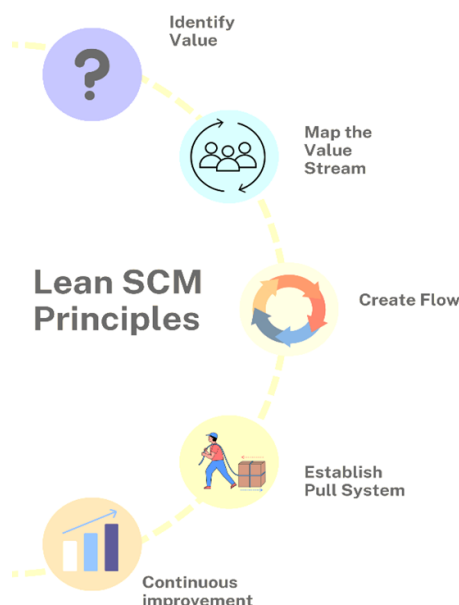 Identify
Value
Map the
Value
Stream
Lean SCM
Principles
Create Flow
Establish
Pull System
Continuous
improvement